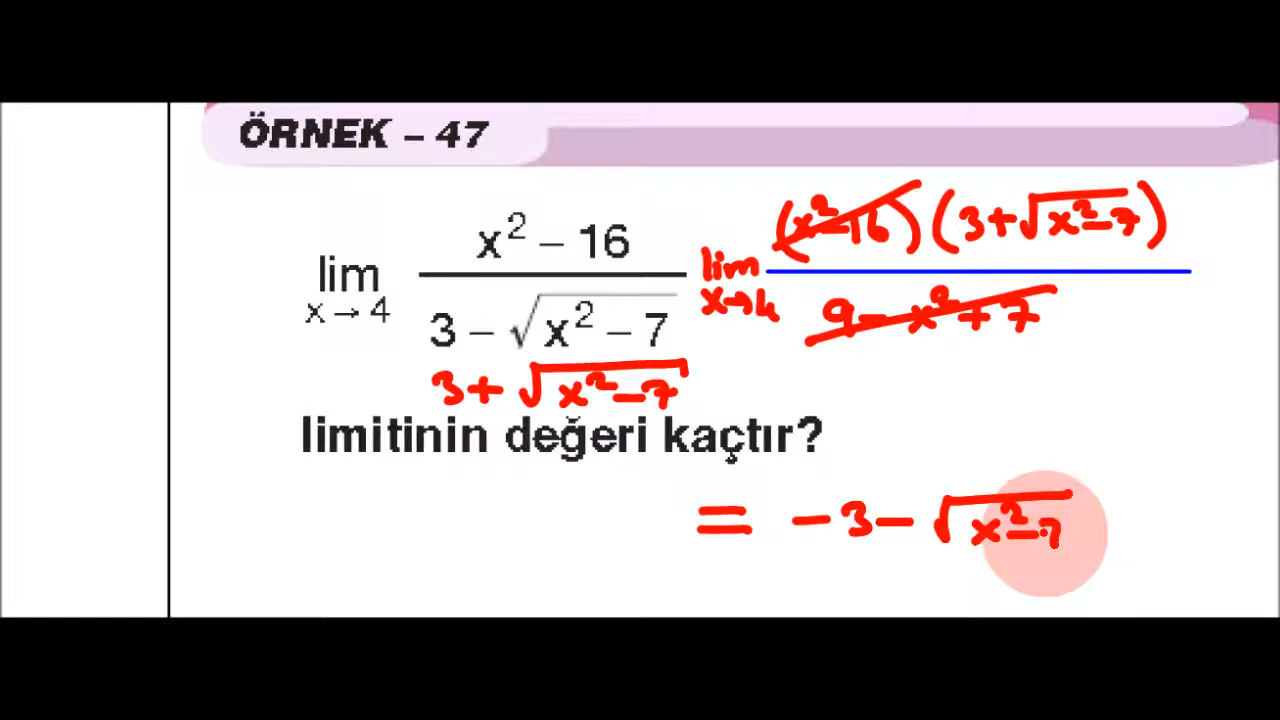 ÖRNEK – 47
lim x→4 (x² – 16) / (3 – √(x² – 7))
3+√(x²–7)
lim x→4 (x²–16)(3+√(x²–7)) / (9–x²+7)
limitinin değeri kaçtır?
= –3–√(x²–7)